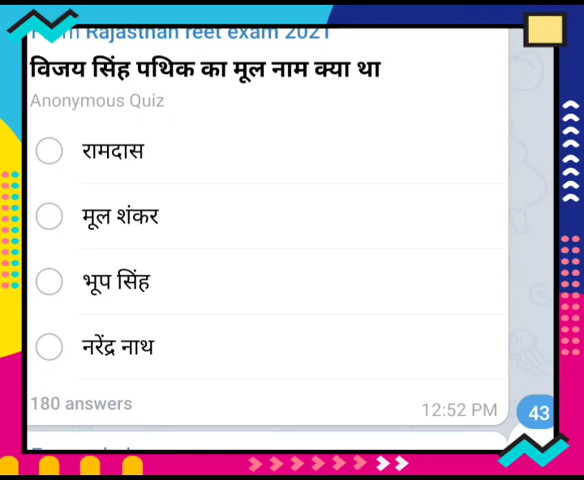 Rajasthan reet exam 2021
विजय सिंह पथिक का मूल नाम क्या था
Anonymous Quiz
रामदास
मूल शंकर
भूप सिंह
नरेंद्र नाथ
180 answers
12:52 PM
43